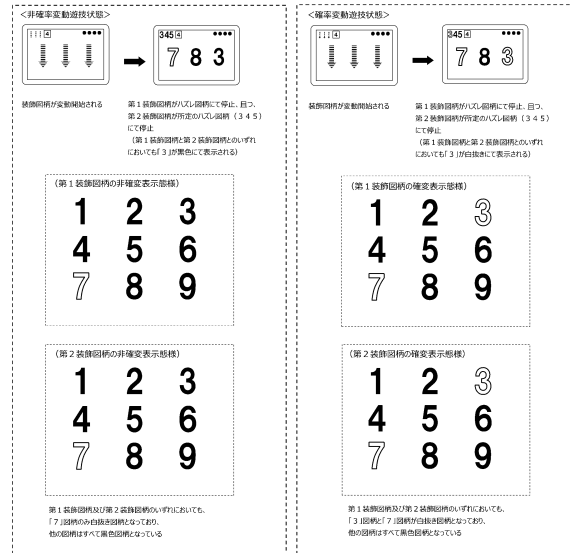 <非確率変動遊技状態>
4
345 4
7 8 3
装飾図柄が変動開始される
第1装飾図柄がハズレ図柄にて停止、且つ、
第2装飾図柄が所定のハズレ図柄(345)
にて停止
(第1装飾図柄と第2装飾図柄とのいずれ
においても「3」が黒色にて表示される)
(第1装飾図柄の非確変表示態様)
1 2 3
4 5 6
7 8 9
(第2装飾図柄の非確変表示態様)
1 2 3
4 5 6
7 8 9
第1装飾図柄及び第2装飾図柄のいずれにおいても、
「7」図柄のみ白抜き図柄となっており、
他の図柄はすべて黒色図柄となっている
<確率変動遊技状態>
4
345 4
7 8 3
装飾図柄が変動開始される
第1装飾図柄がハズレ図柄にて停止、且つ、
第2装飾図柄が所定のハズレ図柄(345)
にて停止
(第1装飾図柄と第2装飾図柄とのいずれ
においても「3」が白抜きにて表示される)
(第1装飾図柄の確変表示態様)
1 2 3
4 5 6
7 8 9
(第2装飾図柄の確変表示態様)
1 2 3
4 5 6
7 8 9
第1装飾図柄及び第2装飾図柄のいずれにおいても、
「3」図柄と「7」図柄が白抜き図柄となっており、
他の図柄はすべて黒色図柄となっている